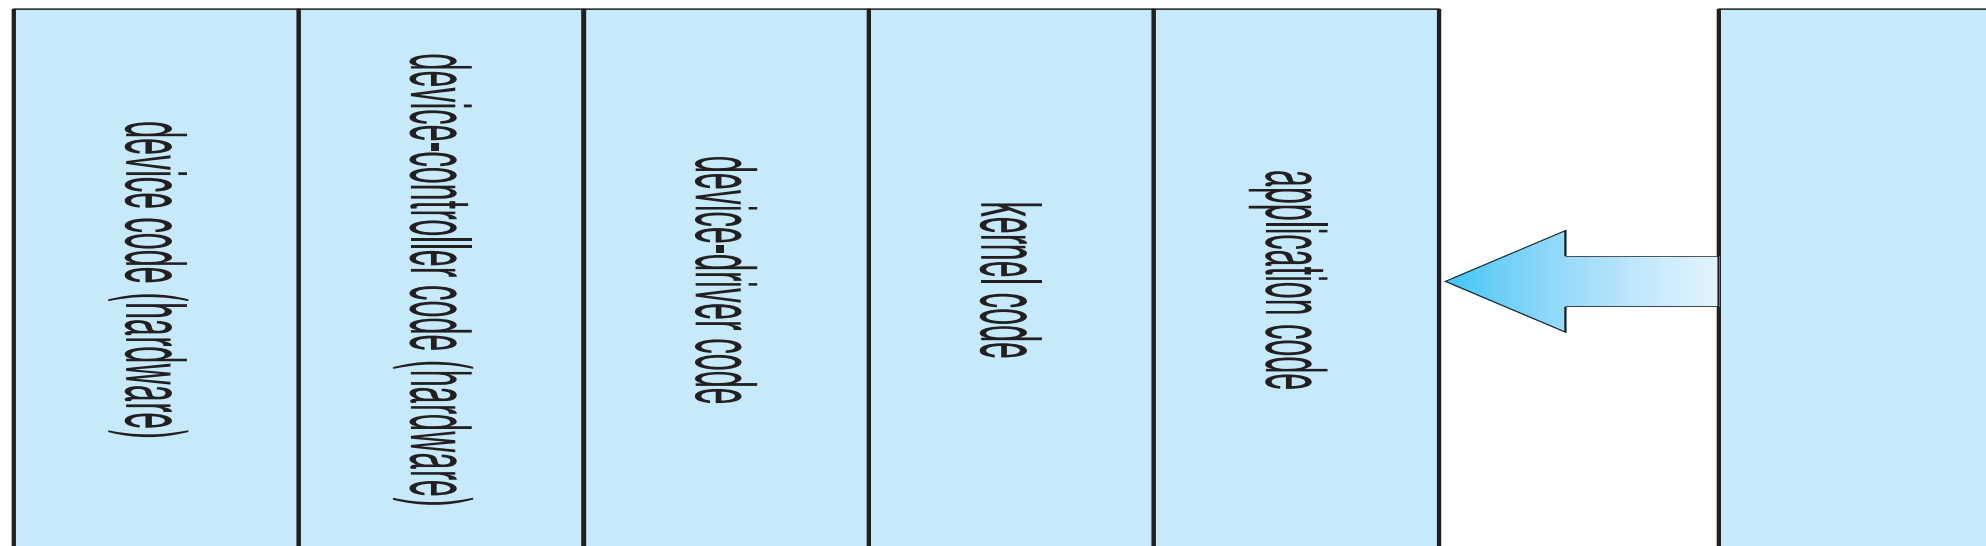 application code
kernel code
device-driver code
device-controller code (hardware)
device code (hardware)